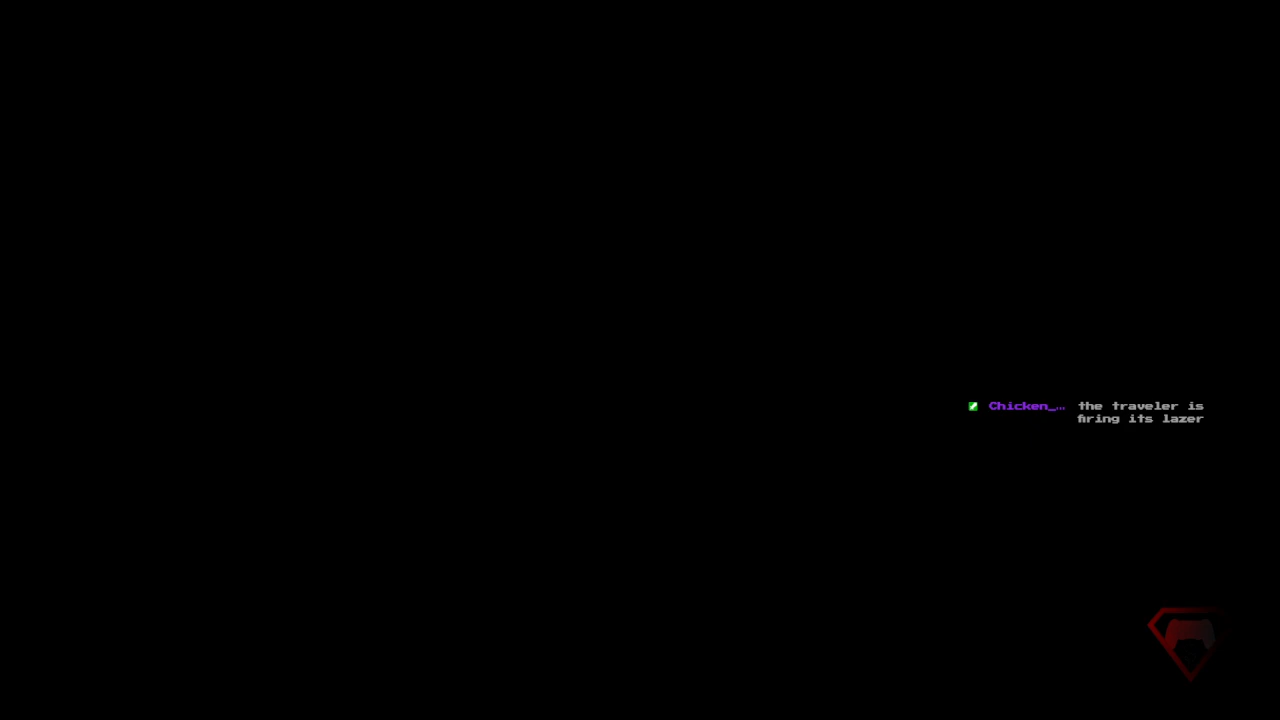 Chicken_… the traveler is
firing its lazer